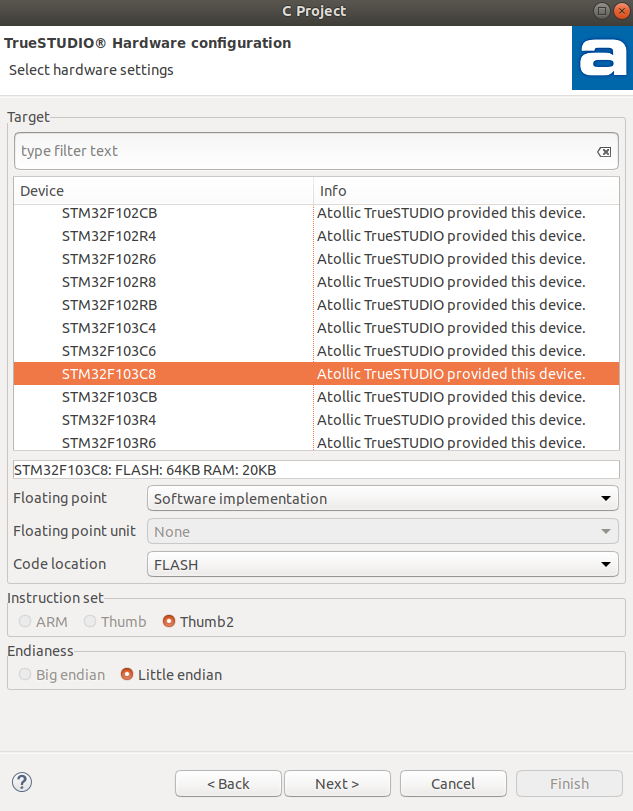 C Project
TrueSTUDIO® Hardware configuration
Select hardware settings
a
Target
type filter text
Device Info
STM32F102CB Atollic TrueSTUDIO provided this device.
STM32F102R4 Atollic TrueSTUDIO provided this device.
STM32F102R6 Atollic TrueSTUDIO provided this device.
STM32F102R8 Atollic TrueSTUDIO provided this device.
STM32F102RB Atollic TrueSTUDIO provided this device.
STM32F103C4 Atollic TrueSTUDIO provided this device.
STM32F103C6 Atollic TrueSTUDIO provided this device.
STM32F103C8 Atollic TrueSTUDIO provided this device.
STM32F103CB Atollic TrueSTUDIO provided this device.
STM32F103R4 Atollic TrueSTUDIO provided this device.
STM32F103R6 Atollic TrueSTUDIO provided this device.
STM32F103C8: FLASH: 64KB RAM: 20KB
Floating point Software implementation
Floating point unit None
Code location FLASH
Instruction set
ARM Thumb Thumb2
Endianess
Big endian Little endian
? < Back Next > Cancel Finish